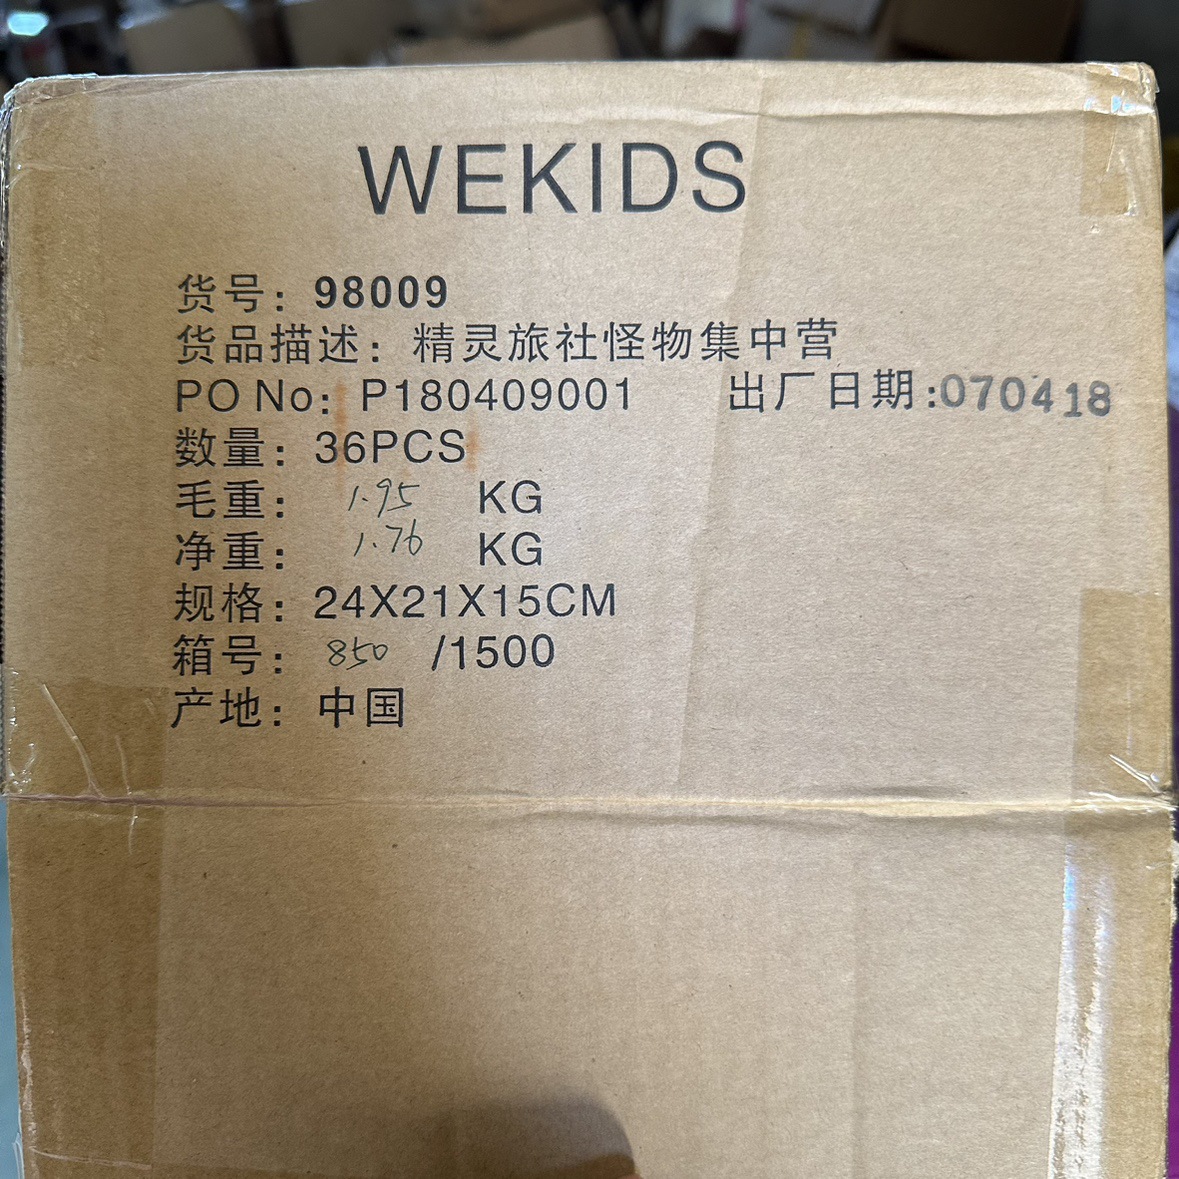 WEKIDS
货号：98009
货品描述：精灵旅社怪物集中营
PO No: P180409001 出厂日期:070418
数量：36PCS
毛重：1.95 KG
净重：1.76 KG
规格：24X21X15CM
箱号：850 /1500
产地：中国